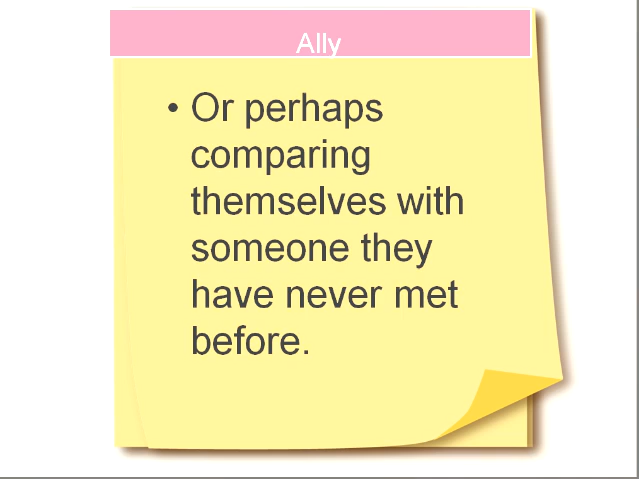 Ally
• Or perhaps
comparing
themselves with
someone they
have never met
before.